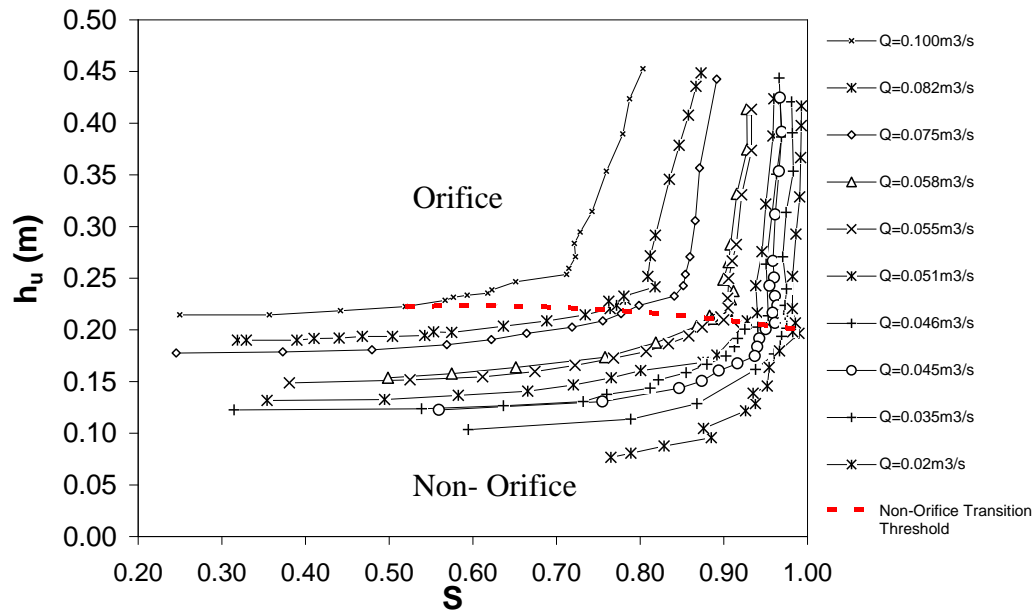 0.50
0.45
0.40
0.35
0.30
0.25
0.20
0.15
0.10
0.05
0.00
hu (m)
Orifice
Non- Orifice
0.20 0.30 0.40 0.50 0.60 0.70 0.80 0.90 1.00
S
Q=0.100m3/s
Q=0.082m3/s
Q=0.075m3/s
Q=0.058m3/s
Q=0.055m3/s
Q=0.051m3/s
Q=0.046m3/s
Q=0.045m3/s
Q=0.035m3/s
Q=0.02m3/s
Non-Orifice Transition
Threshold